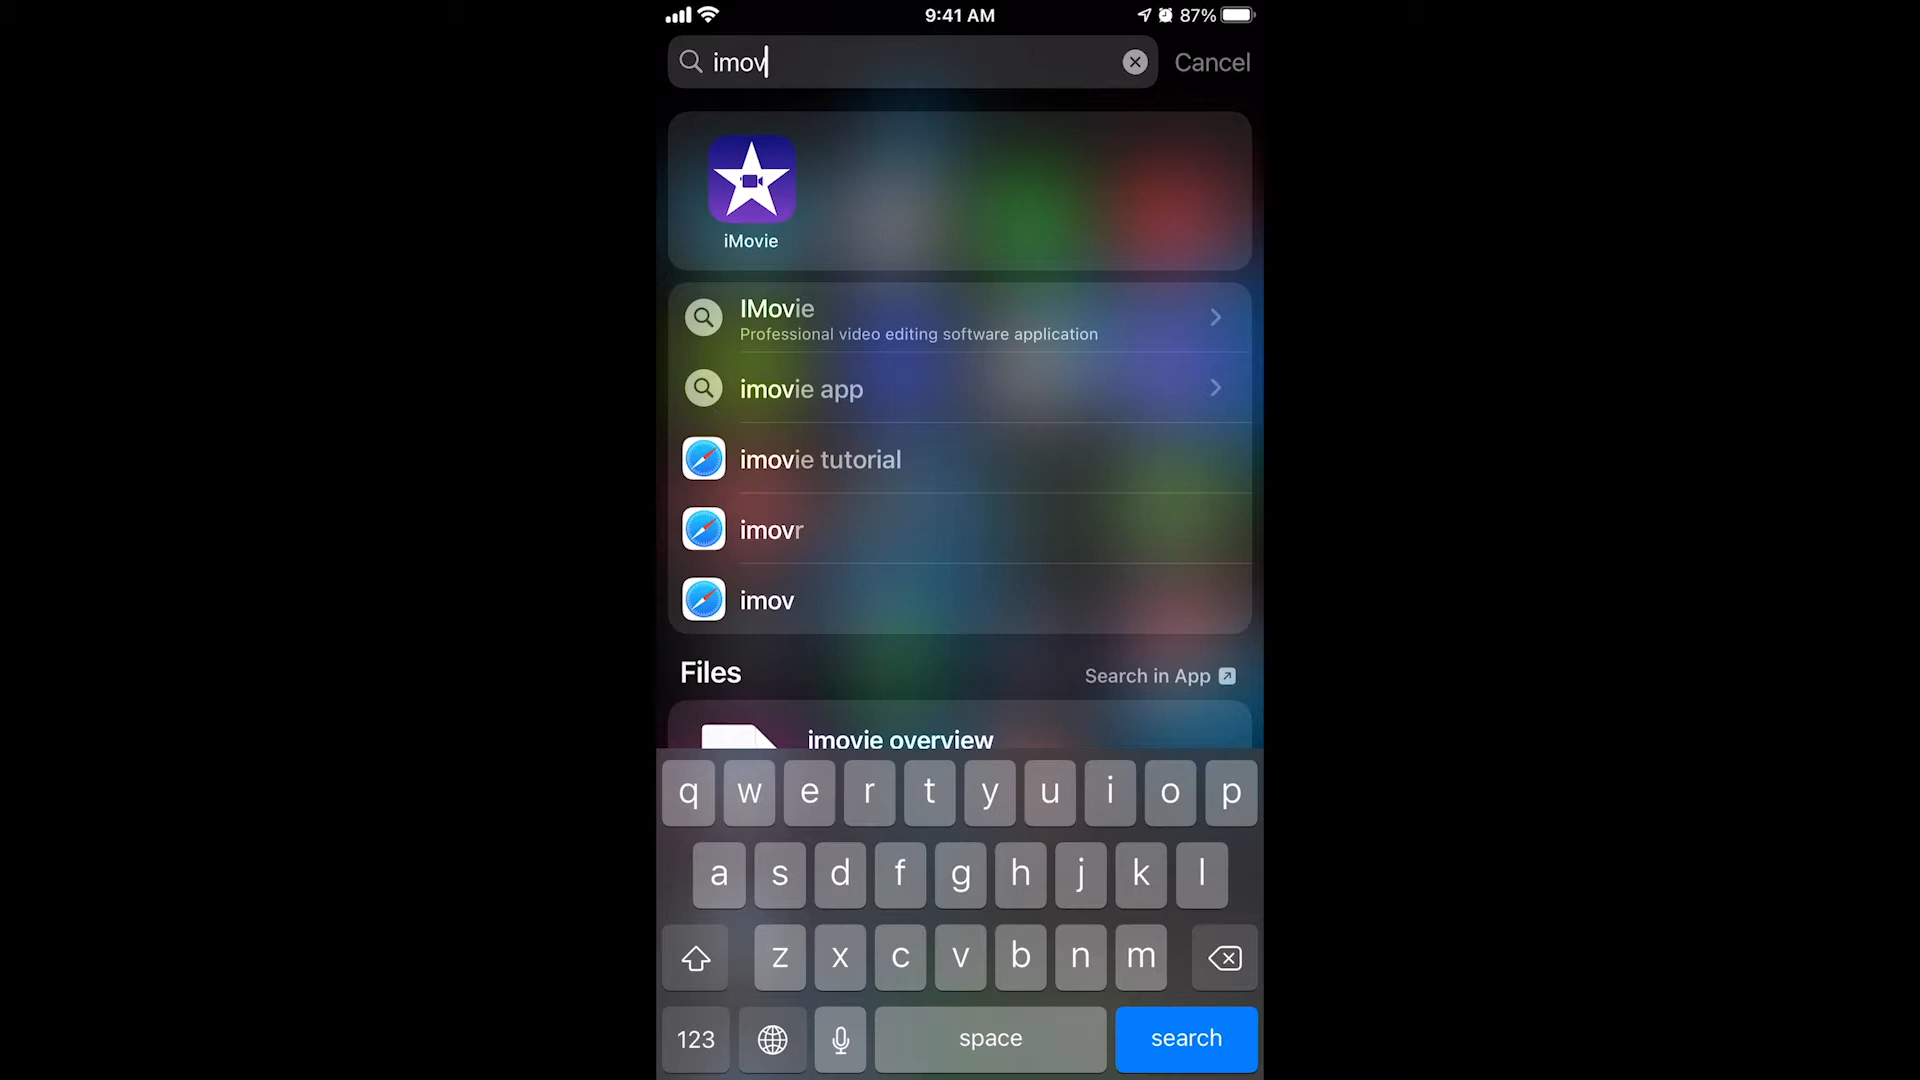 9:41 AM
87%
imov
Cancel
iMovie
IMovie
Professional video editing software application
imovie app
imovie tutorial
imovr
imov
Files
Search in App
imovie overview
q w e r t y u i o p
a s d f g h j k l
z x c v b n m
123
space
search